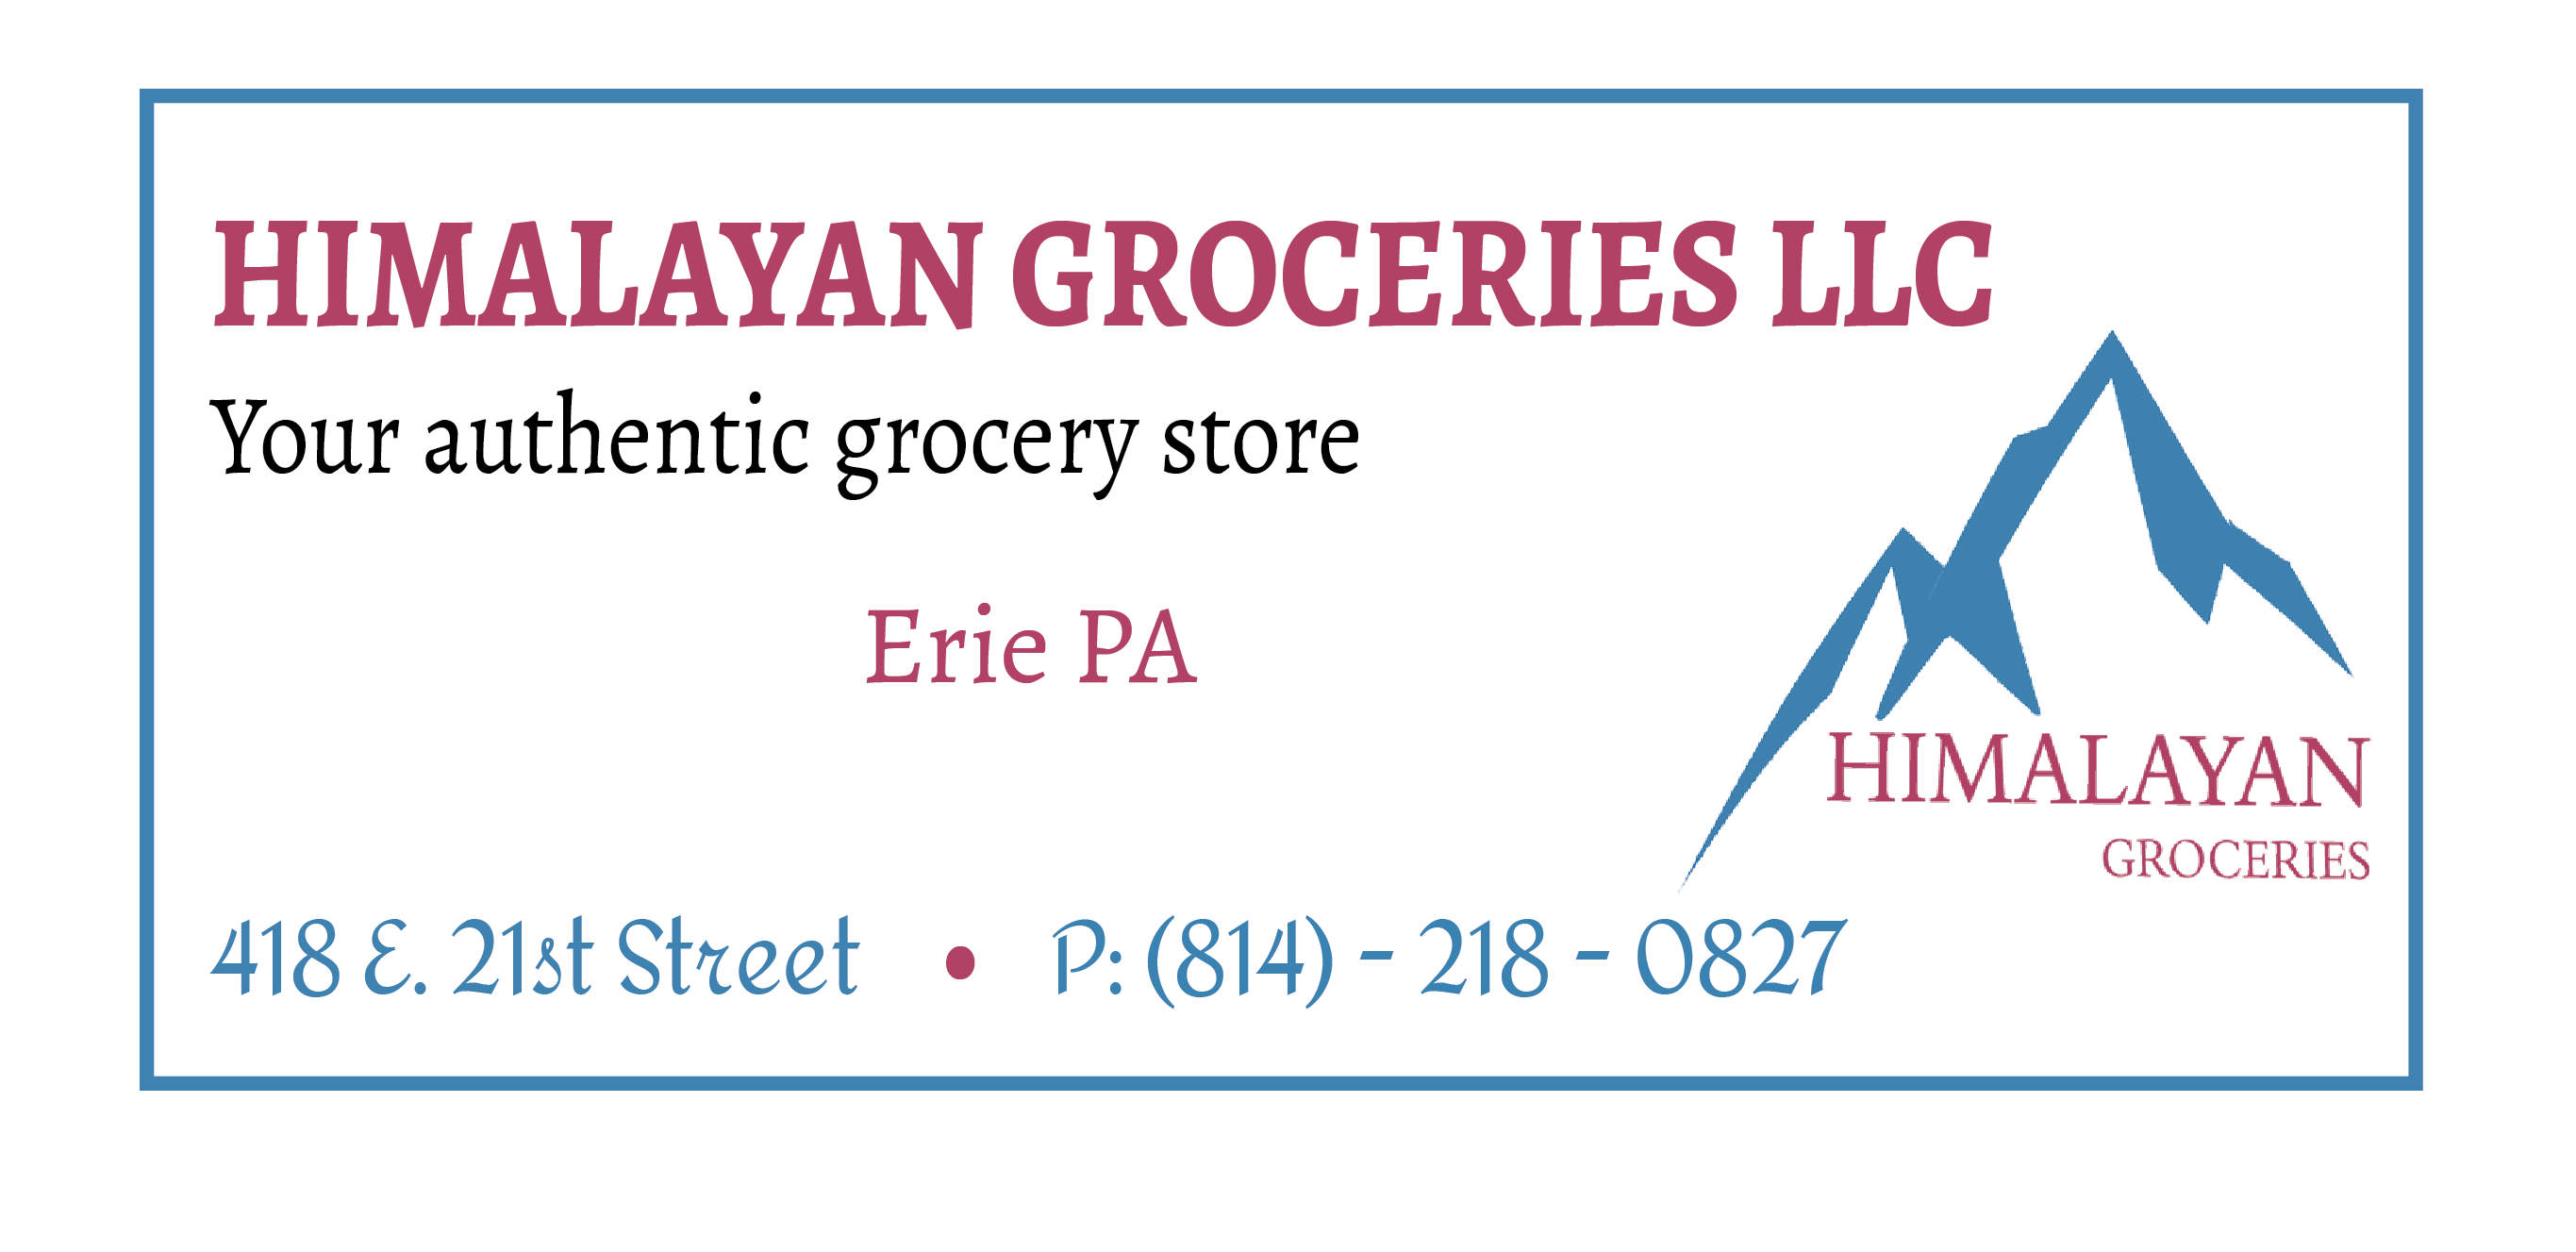 HIMALAYAN GROCERIES LLC
Your authentic grocery store
Erie PA
HIMALAYAN
GROCERIES
418 E. 21st Street • P: (814) - 218 - 0827